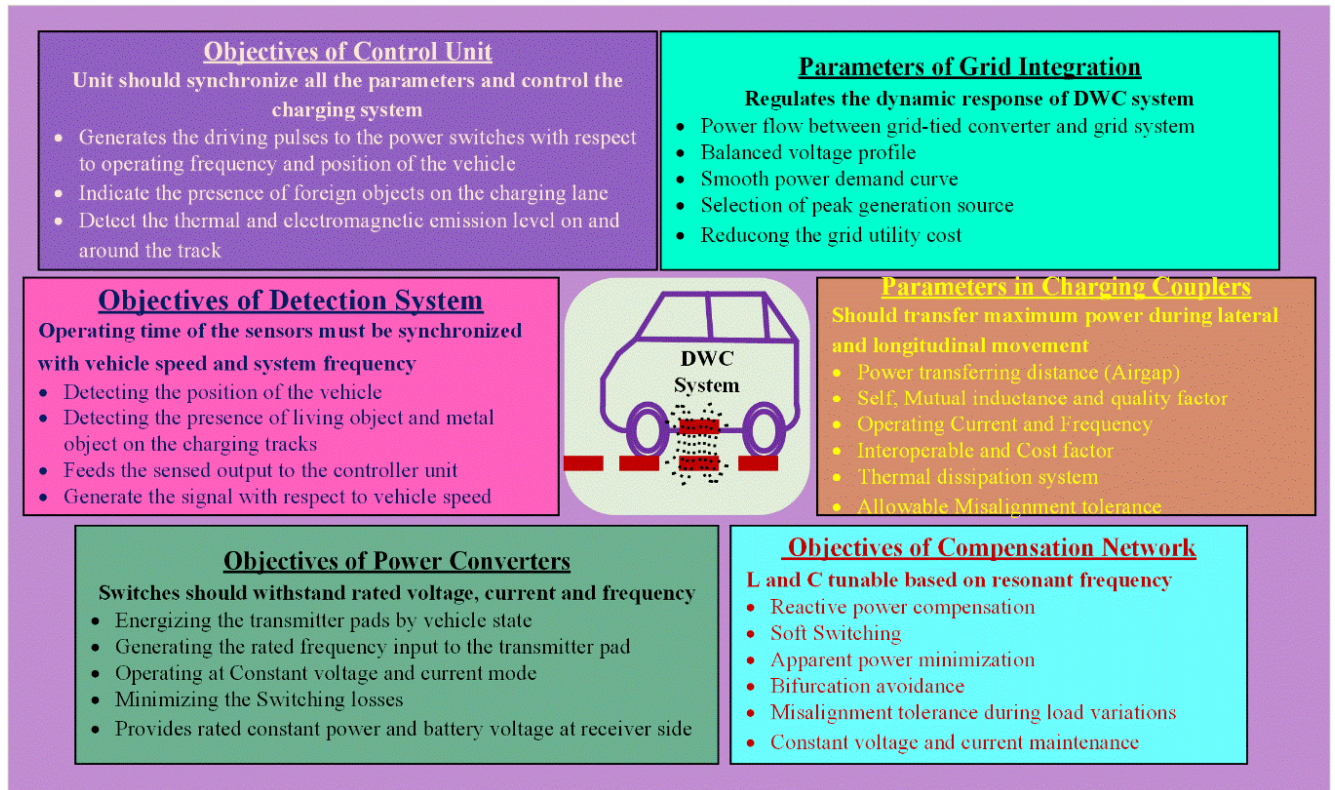 Objectives of Control Unit
Unit should synchronize all the parameters and control the
charging system
• Generates the driving pulses to the power switches with respect
to operating frequency and position of the vehicle
• Indicate the presence of foreign objects on the charging lane
• Detect the thermal and electromagnetic emission level on and
around the track
Parameters of Grid Integration
Regulates the dynamic response of DWC system
• Power flow between grid-tied converter and grid system
• Balanced voltage profile
• Smooth power demand curve
• Selection of peak generation source
• Reducong the grid utility cost
Objectives of Detection System
Operating time of the sensors must be synchronized
with vehicle speed and system frequency
• Detecting the position of the vehicle
• Detecting the presence of living object and metal
object on the charging tracks
• Feeds the sensed output to the controller unit
• Generate the signal with respect to vehicle speed
DWC
System
Parameters in Charging Couplers
Should transfer maximum power during lateral
and longitudinal movement
• Power transferring distance (Airgap)
• Self, Mutual inductance and quality factor
• Operating Current and Frequency
• Interoperable and Cost factor
• Thermal dissipation system
• Allowable Misalignment tolerance
Objectives of Power Converters
Switches should withstand rated voltage, current and frequency
• Energizing the transmitter pads by vehicle state
• Generating the rated frequency input to the transmitter pad
• Operating at Constant voltage and current mode
• Minimizing the Switching losses
• Provides rated constant power and battery voltage at receiver side
Objectives of Compensation Network
L and C tunable based on resonant frequency
• Reactive power compensation
• Soft Switching
• Apparent power minimization
• Bifurcation avoidance
• Misalignment tolerance during load variations
• Constant voltage and current maintenance